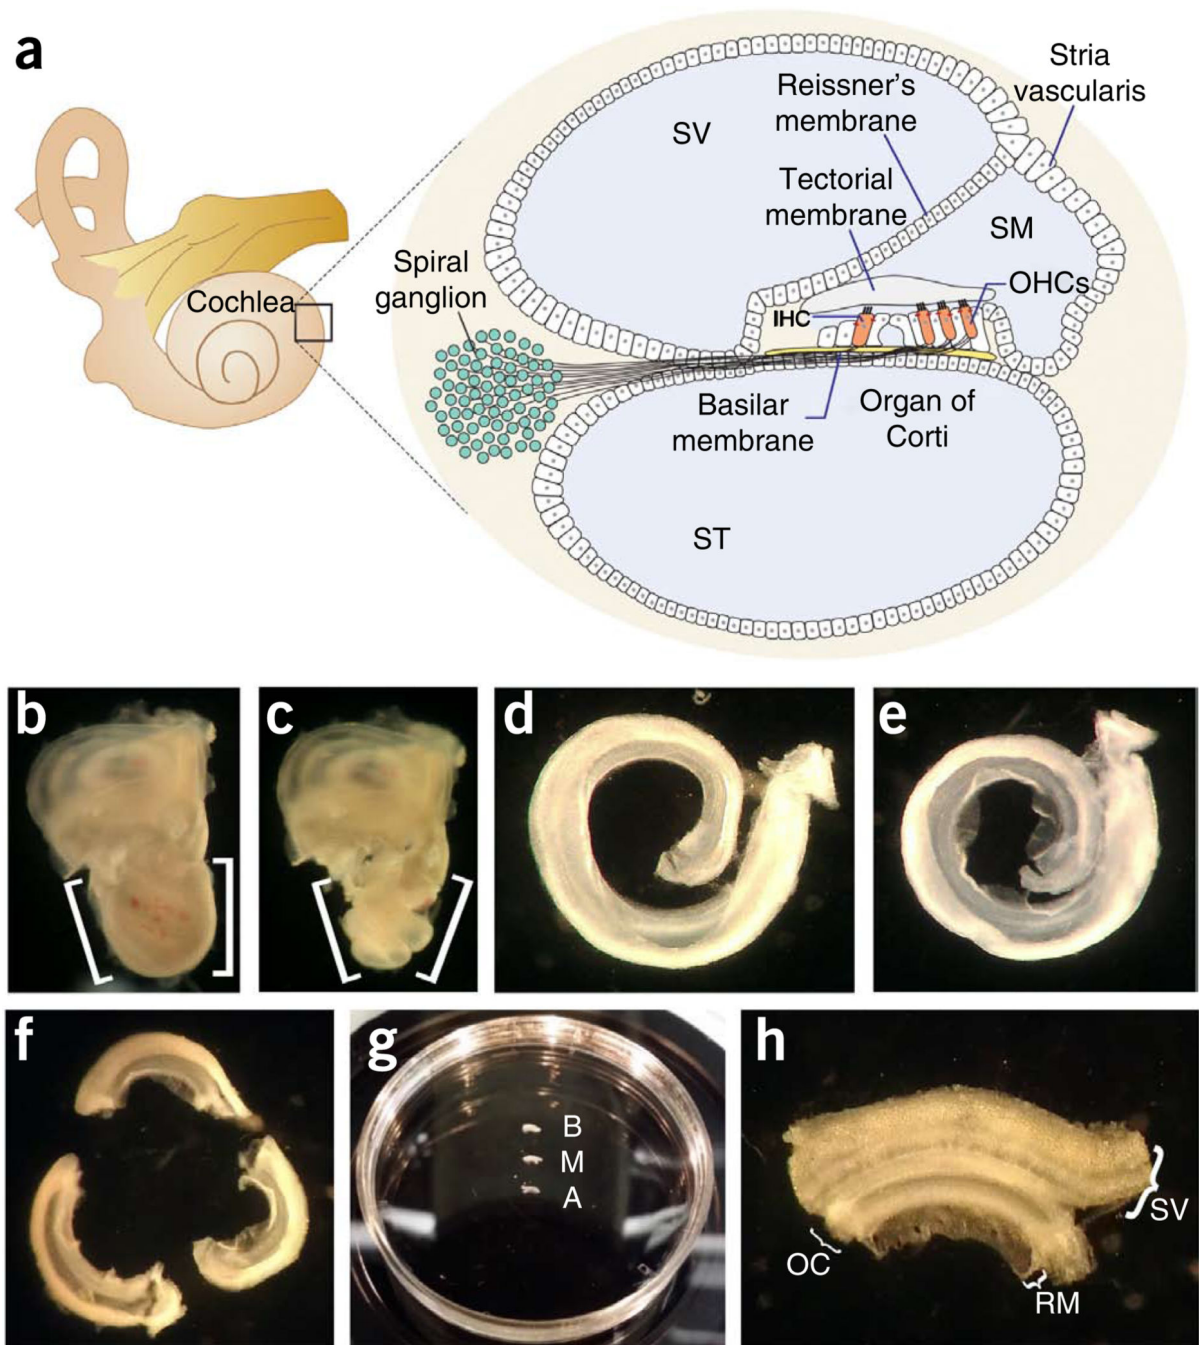 a
Stria
vascularis
Reissner's
membrane
SV
Tectorial
membrane
SM
Spiral
ganglion
Cochlea
OHCs
IHC
Basilar
membrane
Organ of
Corti
ST
b
c
d
e
f
g
B
M
A
h
SV
OC
RM